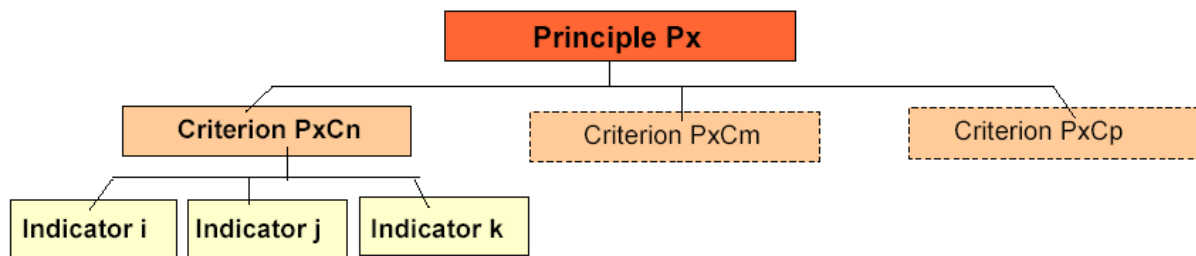 Principle Px
Criterion PxCn
Criterion PxCm
Criterion PxCp
Indicator i
Indicator j
Indicator k